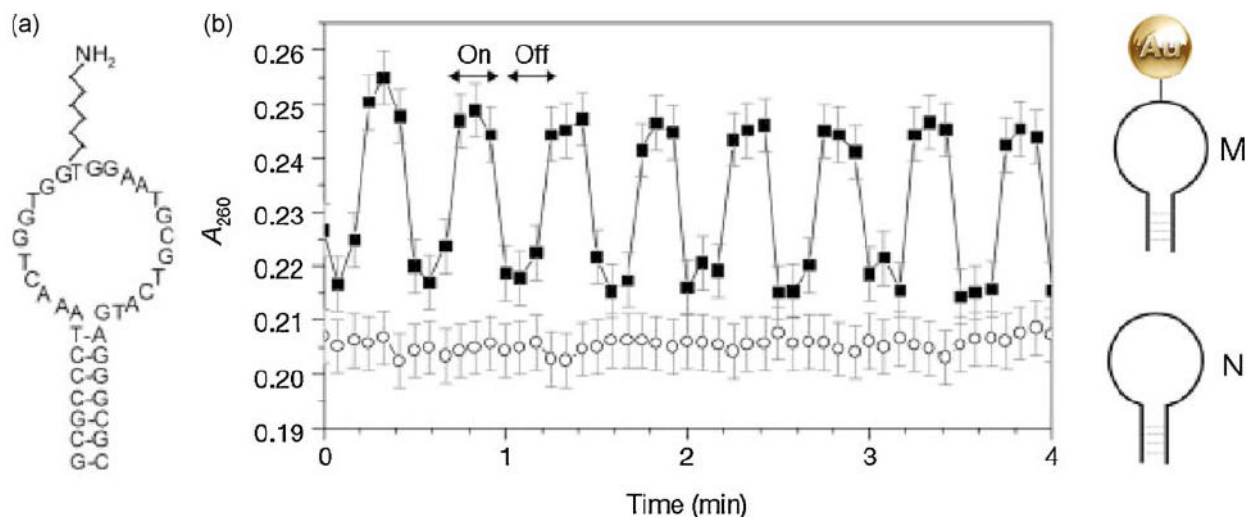 (a)
NH₂
AAACTGGTGGTGGAATGCGTCATG
T-A
C-G
C-G
C-G
C-G
G-C
C-G
G-C
(b)
0.26
0.25
0.24
0.23
0.22
0.21
0.20
0.19
A₂₆₀
On Off
0 1 2 3 4
Time (min)
Au
M
N